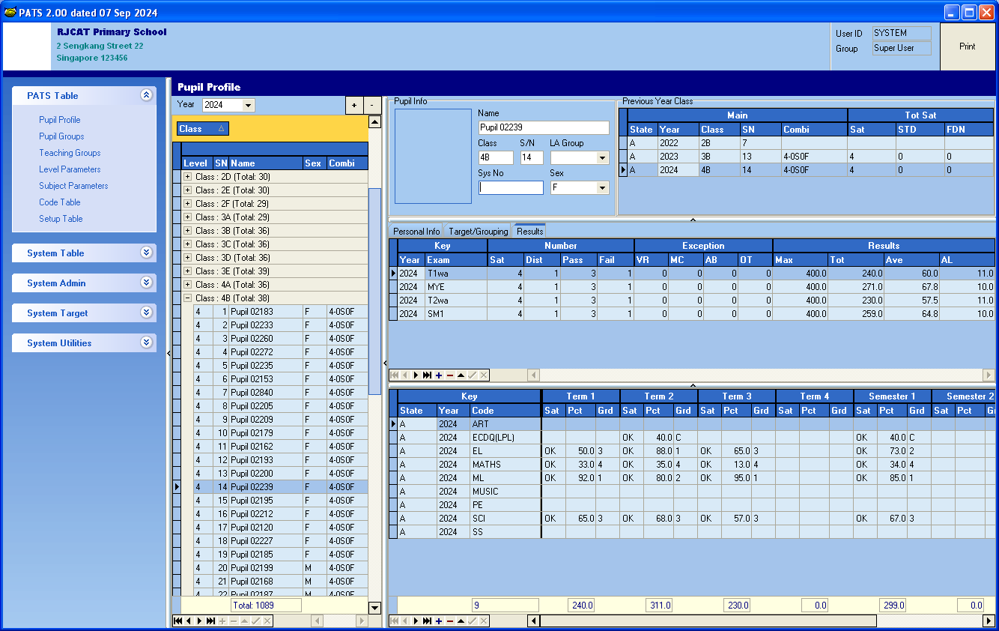 PATS 2.00 dated 07 Sep 2024
RJCAT Primary School
2 Sengkang Street 22
Singapore 123456
User ID SYSTEM
Group Super User
Print
PATS Table
Pupil Profile
Pupil Groups
Teaching Groups
Level Parameters
Subject Parameters
Code Table
Setup Table
System Table
System Admin
System Target
System Utilities
Pupil Profile
Year 2024 + -
Class
Level SN Name Sex Combi
Class : 2D (Total: 30)
Class : 2E (Total: 30)
Class : 2F (Total: 29)
Class : 3A (Total: 29)
Class : 3B (Total: 36)
Class : 3C (Total: 36)
Class : 3D (Total: 36)
Class : 3E (Total: 39)
Class : 4A (Total: 36)
Class : 4B (Total: 38)
4 1 Pupil 02183 F 4-0S0F
4 2 Pupil 02233 F 4-0S0F
4 3 Pupil 02260 F 4-0S0F
4 4 Pupil 02272 F 4-0S0F
4 5 Pupil 02235 F 4-0S0F
4 6 Pupil 02153 F 4-0S0F
4 7 Pupil 02840 F 4-0S0F
4 8 Pupil 02205 F 4-0S0F
4 9 Pupil 02209 F 4-0S0F
4 10 Pupil 02179 F 4-0S0F
4 11 Pupil 02162 F 4-0S0F
4 12 Pupil 02193 F 4-0S0F
4 13 Pupil 02200 F 4-0S0F
4 14 Pupil 02239 F 4-0S0F
4 15 Pupil 02195 F 4-0S0F
4 16 Pupil 02212 F 4-0S0F
4 17 Pupil 02120 F 4-0S0F
4 18 Pupil 02227 F 4-0S0F
4 19 Pupil 02185 F 4-0S0F
4 20 Pupil 02199 M 4-0S0F
4 21 Pupil 02168 M 4-0S0F
4 22 Pupil 02187 M 4-0S0F
Total: 1089
Pupil Info
Name
Pupil 02239
Class S/N LA Group
4B 14
Sys No Sex
F
Previous Year Class
Main Tot Sat
State Year Class SN Combi Sat STD FDN
A 2022 2B 7
A 2023 3B 13 4-0S0F 4 0 0
A 2024 4B 14 4-0S0F 4 0 0
Personal Info Target/Grouping Results
Key Number Exception Results
Year Exam Sat Dist Pass Fail VR MC AB OT Max Tot Ave AL
2024 T1wa 4 1 3 1 0 0 0 0 400.0 240.0 60.0 11.0
2024 MYE 4 1 3 1 0 0 0 0 400.0 271.0 67.8 10.0
2024 T2wa 4 1 3 1 0 0 0 0 400.0 230.0 57.5 11.0
2024 SM1 4 1 3 1 0 0 0 0 400.0 259.0 64.8 10.0
Key Term 1 Term 2 Term 3 Term 4 Semester 1 Semester 2
State Year Code Sat Pct Grd Sat Pct Grd Sat Pct Grd Sat Pct Grd Sat Pct Grd Sat Pct
A 2024 ART
A 2024 ECDQ(LPL) OK 40.0 C OK 40.0 C
A 2024 EL OK 50.0 3 OK 88.0 1 OK 65.0 3 OK 73.0 2
A 2024 MATHS OK 33.0 4 OK 35.0 4 OK 13.0 4 OK 34.0 4
A 2024 ML OK 92.0 1 OK 80.0 2 OK 95.0 1 OK 85.0 1
A 2024 MUSIC
A 2024 PE
A 2024 SCI OK 65.0 3 OK 68.0 3 OK 57.0 3 OK 67.0 3
A 2024 SS
9 240.0 311.0 230.0 0.0 299.0 0.0